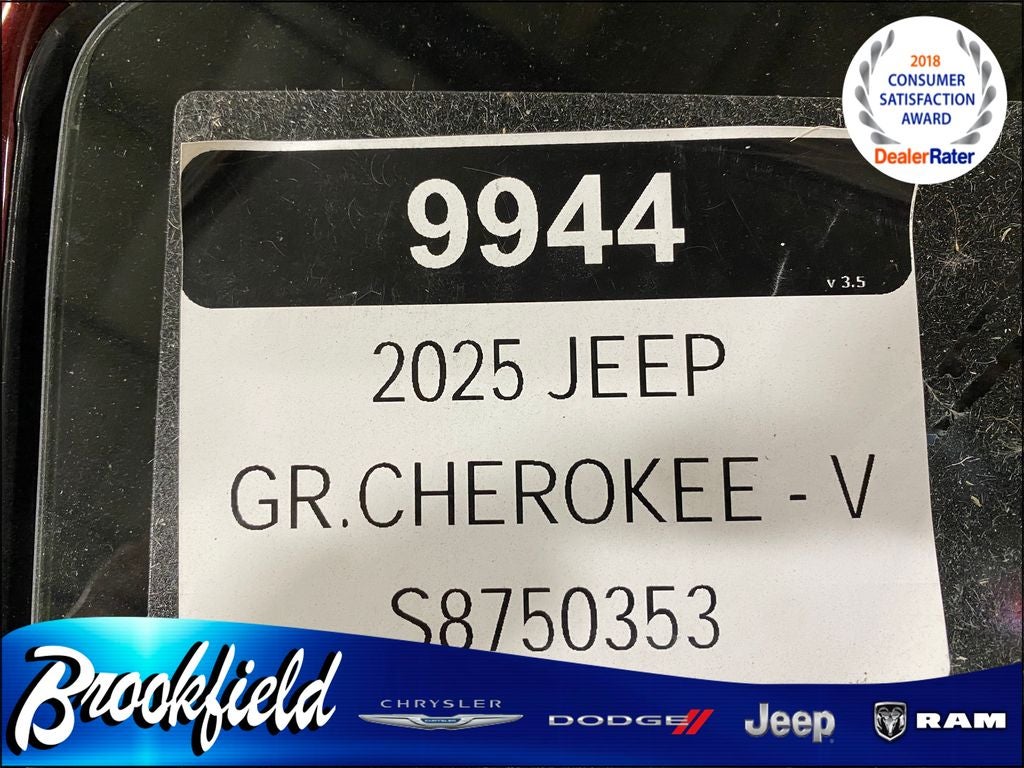 2018
CONSUMER
SATISFACTION
AWARD
DealerRater
9944
v 3.5
2025 JEEP
GR.CHEROKEE - V
S8750353
Brookfield
CHRYSLER
DODGE
Jeep
RAM